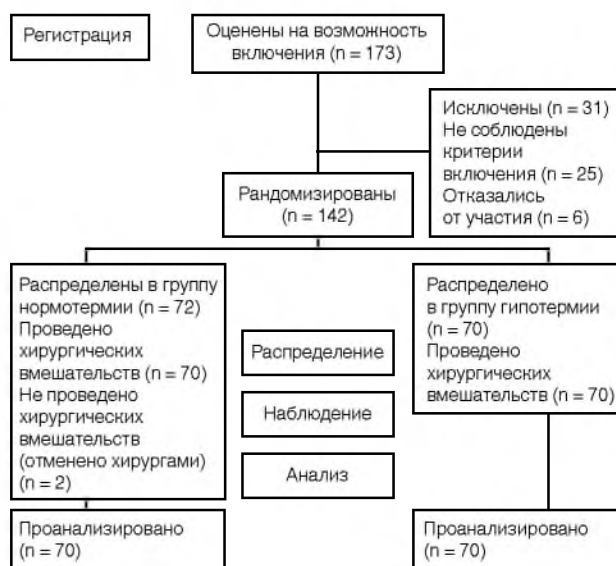 Регистрация
Оценены на возможность
включения (n = 173)
Исключены (n = 31)
Не соблюдены
критерии
включения (n = 25)
Отказались
от участия (n = 6)
Рандомизированы
(n = 142)
Распределены в группу
нормотермии (n = 72)
Проведено
хирургических
вмешательств (n = 70)
Не проведено
хирургических
вмешательств
(отменено хирургами)
(n = 2)
Распределение
Наблюдение
Анализ
Распределено
в группу гипотермии
(n = 70)
Проведено
хирургических
вмешательств (n = 70)
Проанализировано
(n = 70)
Проанализировано
(n = 70)